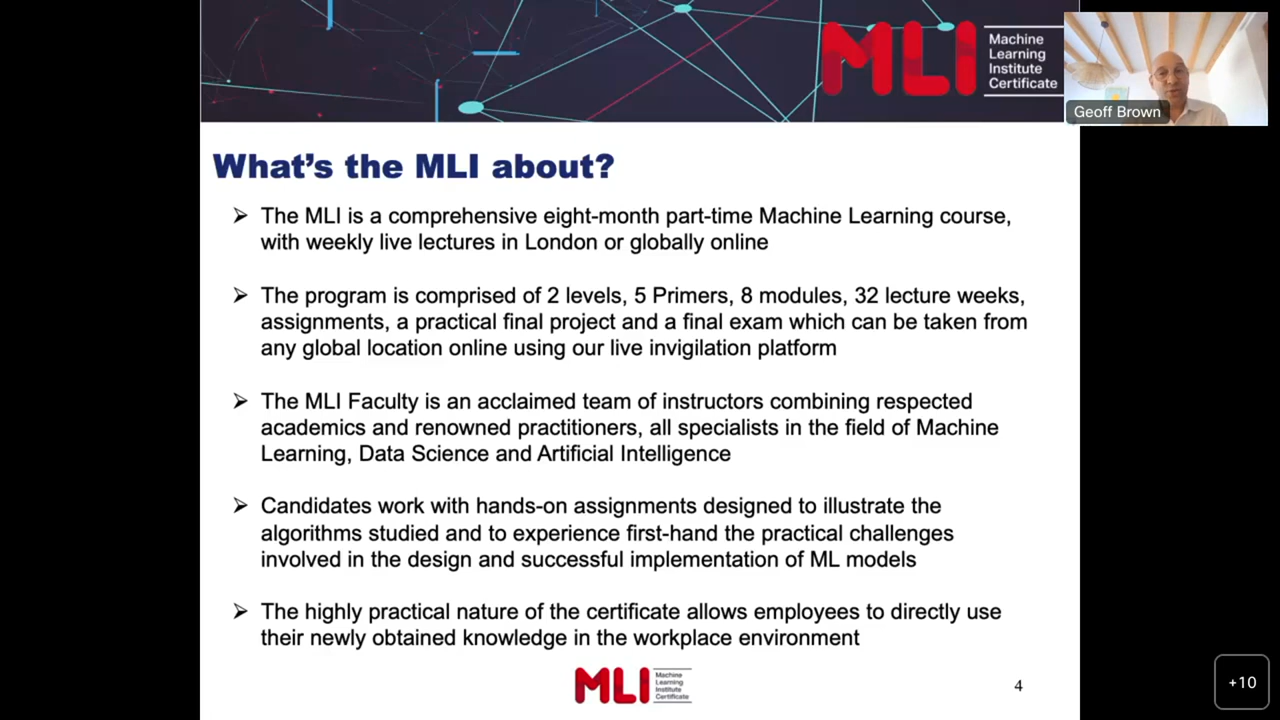 MLI
Machine
Learning
Institute
Certificate
Geoff Brown
What's the MLI about?
➢ The MLI is a comprehensive eight-month part-time Machine Learning course,
with weekly live lectures in London or globally online
➢ The program is comprised of 2 levels, 5 Primers, 8 modules, 32 lecture weeks,
assignments, a practical final project and a final exam which can be taken from
any global location online using our live invigilation platform
➢ The MLI Faculty is an acclaimed team of instructors combining respected
academics and renowned practitioners, all specialists in the field of Machine
Learning, Data Science and Artificial Intelligence
➢ Candidates work with hands-on assignments designed to illustrate the
algorithms studied and to experience first-hand the practical challenges
involved in the design and successful implementation of ML models
➢ The highly practical nature of the certificate allows employees to directly use
their newly obtained knowledge in the workplace environment
MLI
Machine
Learning
Institute
Certificate
4
+10